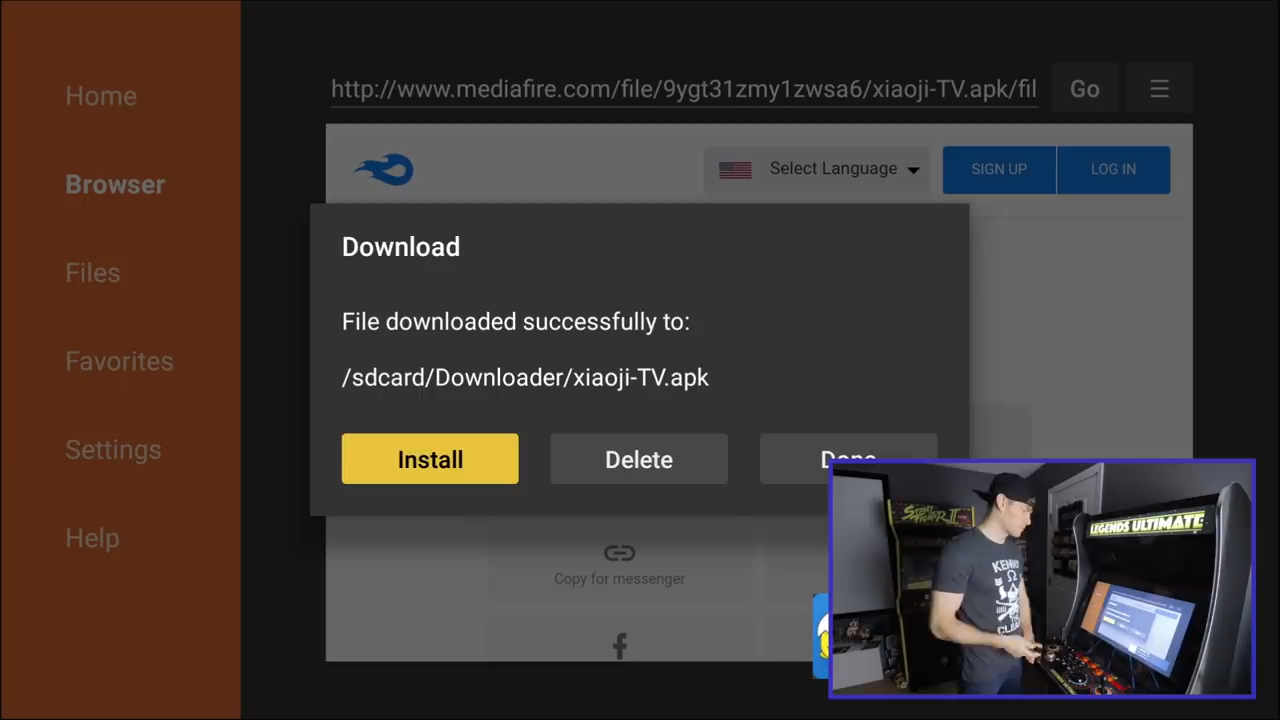 Home
Browser
Files
Favorites
Settings
Help
http://www.mediafire.com/file/9ygt31zmy1zwsa6/xiaoji-TV.apk/fil
Go
Select Language
SIGN UP
LOG IN
Download
File downloaded successfully to:
/sdcard/Downloader/xiaoji-TV.apk
Install
Delete
Done
Copy for messenger
STREET FIGHTER II
LEGENDS ULTIMATE